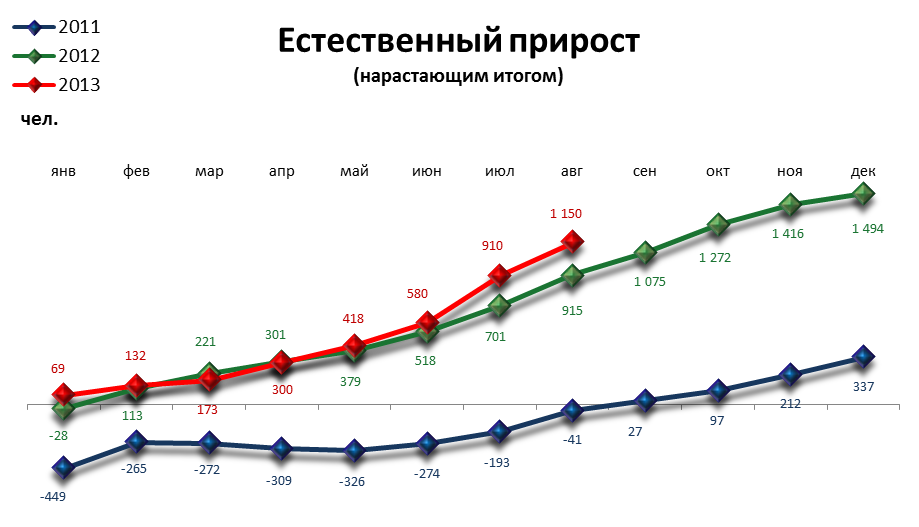 2011
2012
2013
Естественный прирост
(нарастающим итогом)
чел.
янв фев мар апр май июн июл авг сен окт ноя дек
69 132 173 300 418 580 910 1 150
-28 113 221 301 379 518 701 915 1 075 1 272 1 416 1 494
-449 -265 -272 -309 -326 -274 -193 -41 27 97 212 337